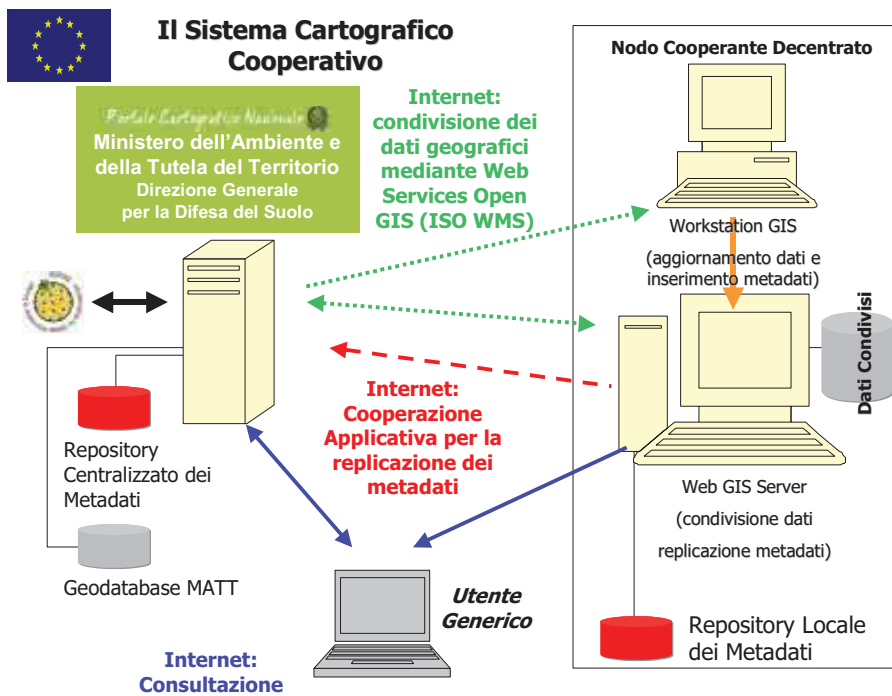 Il Sistema Cartografico
Cooperativo
Portale Cartografico Nazionale
Ministero dell'Ambiente e
della Tutela del Territorio
Direzione Generale
per la Difesa del Suolo
Internet:
condivisione dei
dati geografici
mediante Web
Services Open
GIS (ISO WMS)
Nodo Cooperante Decentrato
Workstation GIS
(aggiornamento dati e
inserimento metadati)
Dati Condivisi
Internet:
Cooperazione
Applicativa per la
replicazione dei
metadati
Repository
Centralizzato dei
Metadati
Geodatabase MATT
Web GIS Server
(condivisione dati
replicazione metadati)
Utente
Generico
Repository Locale
dei Metadati
Internet:
Consultazione